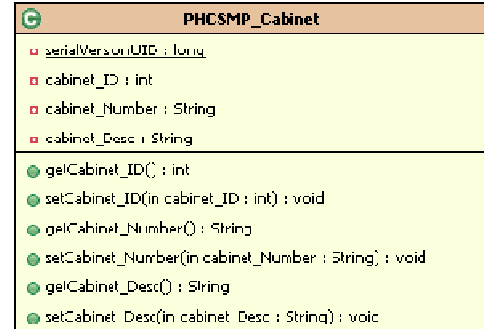 C PHCSMP_Cabinet
serialVersionUID : long
cabinet_ID : int
cabinet_Number : String
cabinet_Desc : String
getCabinet_ID() : int
setCabinet_ID(in cabinet_ID : int) : void
getCabinet_Number() : String
setCabinet_Number(in cabinet_Number : String) : void
getCabinet_Desc() : String
setCabinet_Desc(in cabinet_Desc : String) : void